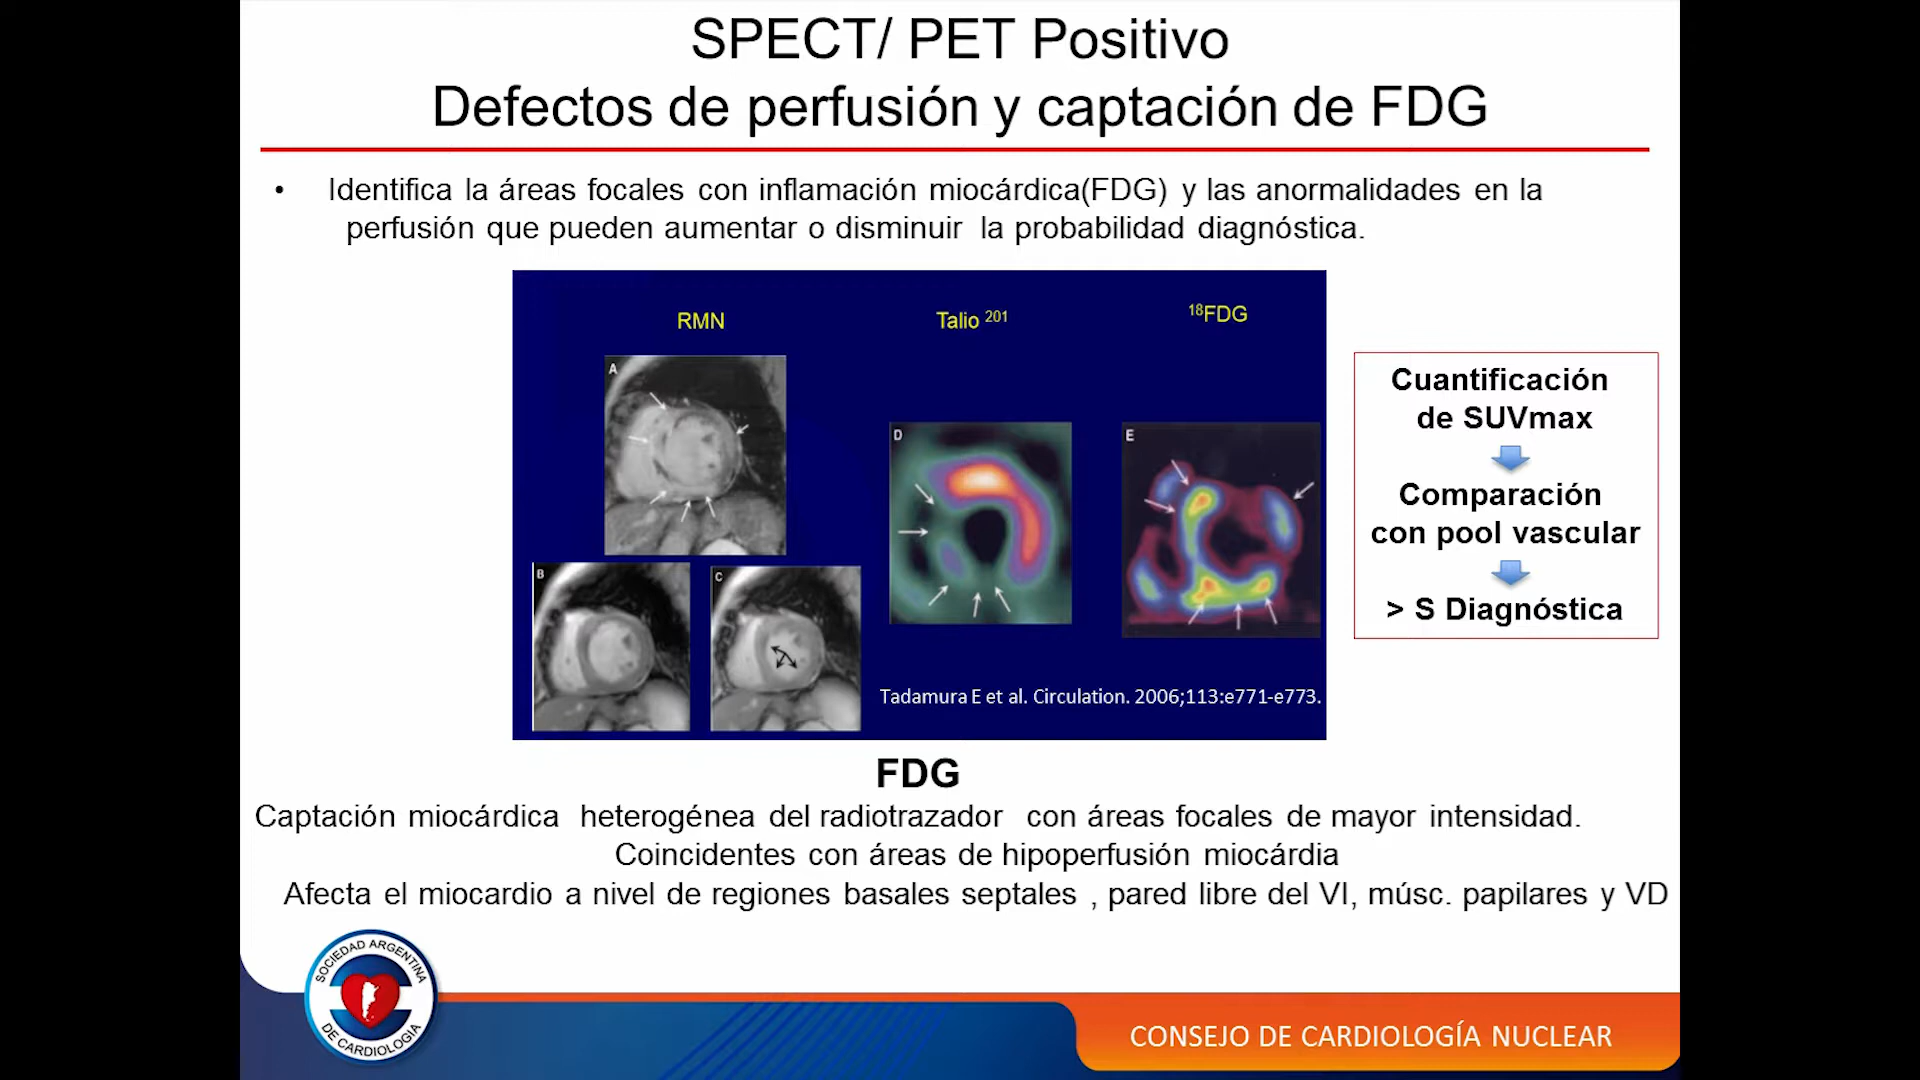 SPECT/ PET Positivo
Defectos de perfusión y captación de FDG
• Identifica la áreas focales con inflamación miocárdica(FDG) y las anormalidades en la
perfusión que pueden aumentar o disminuir la probabilidad diagnóstica.
RMN
Talio 201
18FDG
A
B
C
D
E
Tadamura E et al. Circulation. 2006;113:e771-e773.
Cuantificación
de SUVmax
Comparación
con pool vascular
> S Diagnóstica
FDG
Captación miocárdica heterogénea del radiotrazador con áreas focales de mayor intensidad.
Coincidentes con áreas de hipoperfusión miocárdia
Afecta el miocardio a nivel de regiones basales septales , pared libre del VI, músc. papilares y VD
SOCIEDAD ARGENTINA
DE CARDIOLOGIA
CONSEJO DE CARDIOLOGÍA NUCLEAR